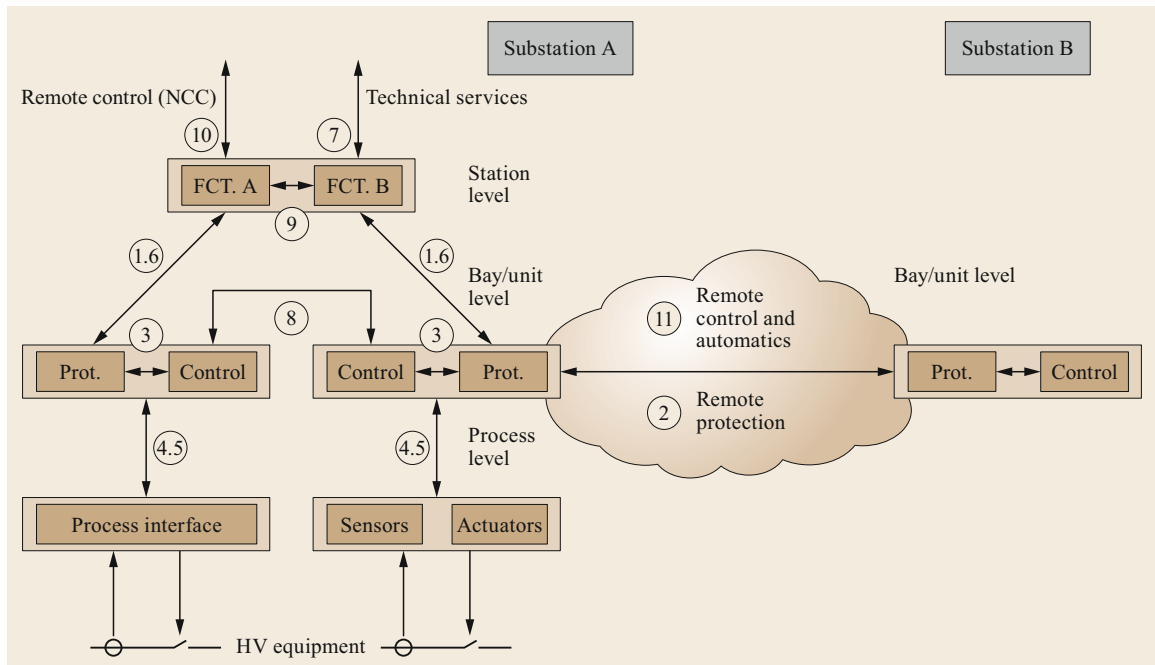 Substation A
Substation B
Remote control (NCC)
Technical services
10
7
FCT. A
FCT. B
Station
level
9
1.6
1.6
Bay/unit
level
Bay/unit level
8
11
Remote
control and
automatics
3
3
Prot.
Control
Control
Prot.
Prot.
Control
2
Remote
protection
4.5
4.5
Process
level
Process interface
Sensors
Actuators
HV equipment